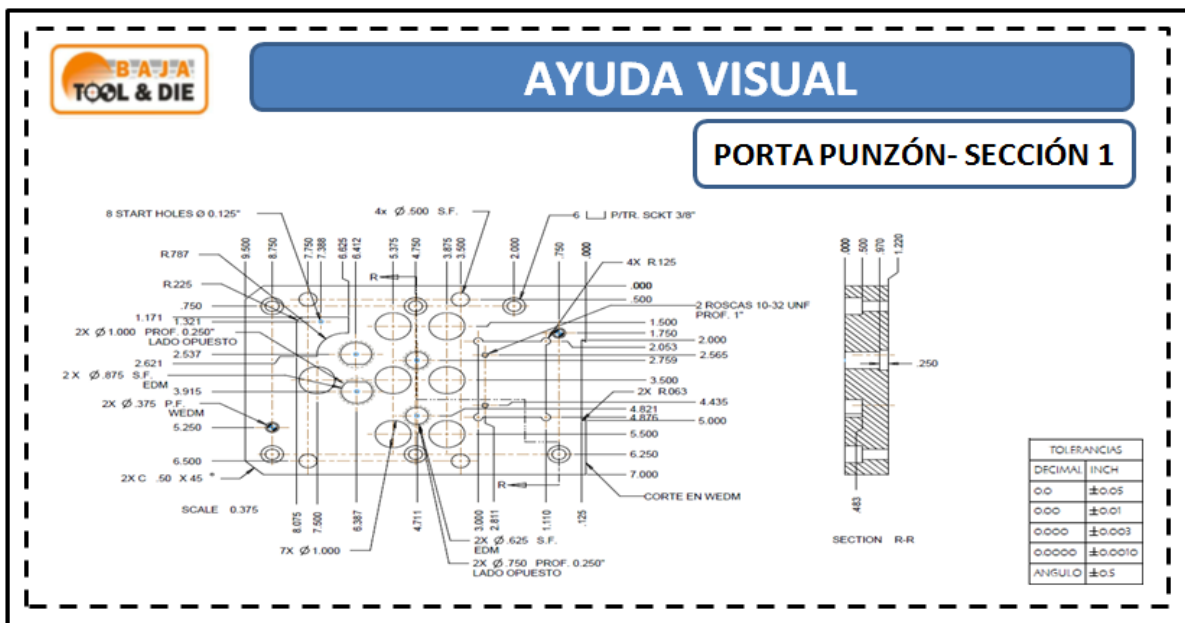 BAJA
TOOL & DIE
AYUDA VISUAL
PORTA PUNZÓN- SECCIÓN 1
8 START HOLES Ø 0.125"
4x Ø.500 S.F.
6 ⌴ P/TR. SCKT 3/8"
R.787
R.225
9.500
8.750
7.750
7.388
6.625
6.412
5.375
4.750
3.875
3.500
2.000
.750
.000
4X R.125
R
.000
.500
2 ROSCAS 10-32 UNF
PROF. 1"
.750
1.171
1.321
2X Ø 1.000 PROF. 0.250"
LADO OPUESTO
2.537
2.621
2 X Ø.875 S.F.
EDM
3.915
2X Ø.375 P.F.
WEDM
5.250
6.500
2X C .50 X 45 °
1.500
1.750
2.000
2.053
2.565
2.759
3.500
2X R.063
4.435
4.821
4.876
5.000
5.500
6.250
7.000
R
CORTE EN WEDM
SCALE 0.375
8.075
7.500
6.387
4.711
3.000
2.811
1.110
.125
7X Ø 1.000
2X Ø.625 S.F.
EDM
2X Ø.750 PROF. 0.250"
LADO OPUESTO
.000
.500
.970
1.220
.250
.483
SECTION R-R
TOLERANCIAS
DECIMAL INCH
0.0 ±0.05
0.00 ±0.01
0.000 ±0.003
0.0000 ±0.0010
ANGULO ±0.5